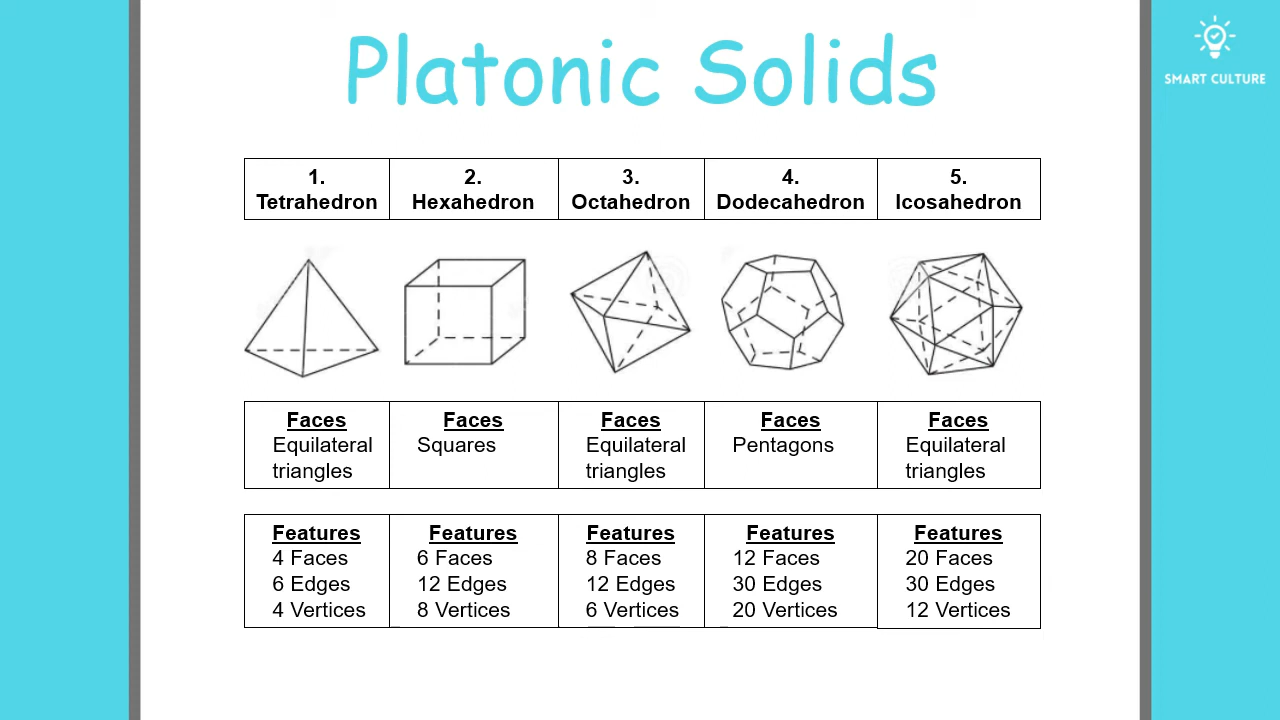 Platonic Solids
SMART CULTURE
1.
Tetrahedron
2.
Hexahedron
3.
Octahedron
4.
Dodecahedron
5.
Icosahedron
Faces
Equilateral
triangles
Faces
Squares
Faces
Equilateral
triangles
Faces
Pentagons
Faces
Equilateral
triangles
Features
4 Faces
6 Edges
4 Vertices
Features
6 Faces
12 Edges
8 Vertices
Features
8 Faces
12 Edges
6 Vertices
Features
12 Faces
30 Edges
20 Vertices
Features
20 Faces
30 Edges
12 Vertices